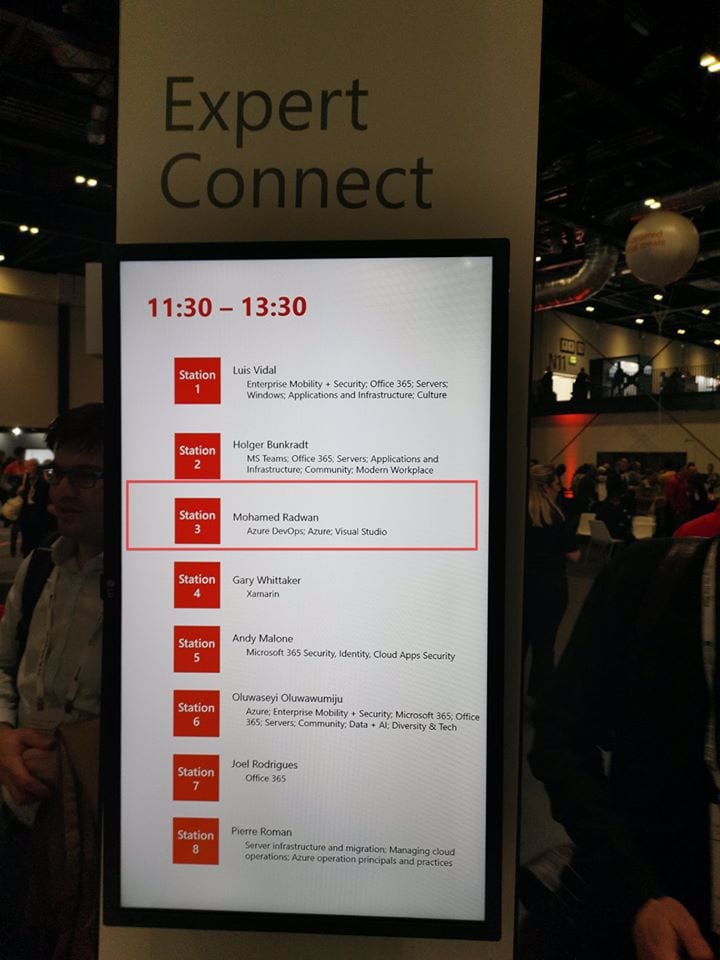 Expert
Connect
11:30 – 13:30
Station
1
Luis Vidal
Enterprise Mobility + Security; Office 365; Servers;
Windows; Applications and Infrastructure; Culture
Station
2
Holger Bunkradt
MS Teams; Office 365; Servers; Applications and
Infrastructure; Community; Modern Workplace
Station
3
Mohamed Radwan
Azure DevOps; Azure; Visual Studio
Station
4
Gary Whittaker
Xamarin
Station
5
Andy Malone
Microsoft 365 Security, Identity, Cloud Apps Security
Station
6
Oluwaseyi Oluwawumiju
Azure; Enterprise Mobility + Security; Microsoft 365; Office
365; Servers; Community; Data + AI; Diversity & Tech
Station
7
Joel Rodrigues
Office 365
Station
8
Pierre Roman
Server infrastructure and migration; Managing cloud
operations; Azure operation principals and practices
N11
LG